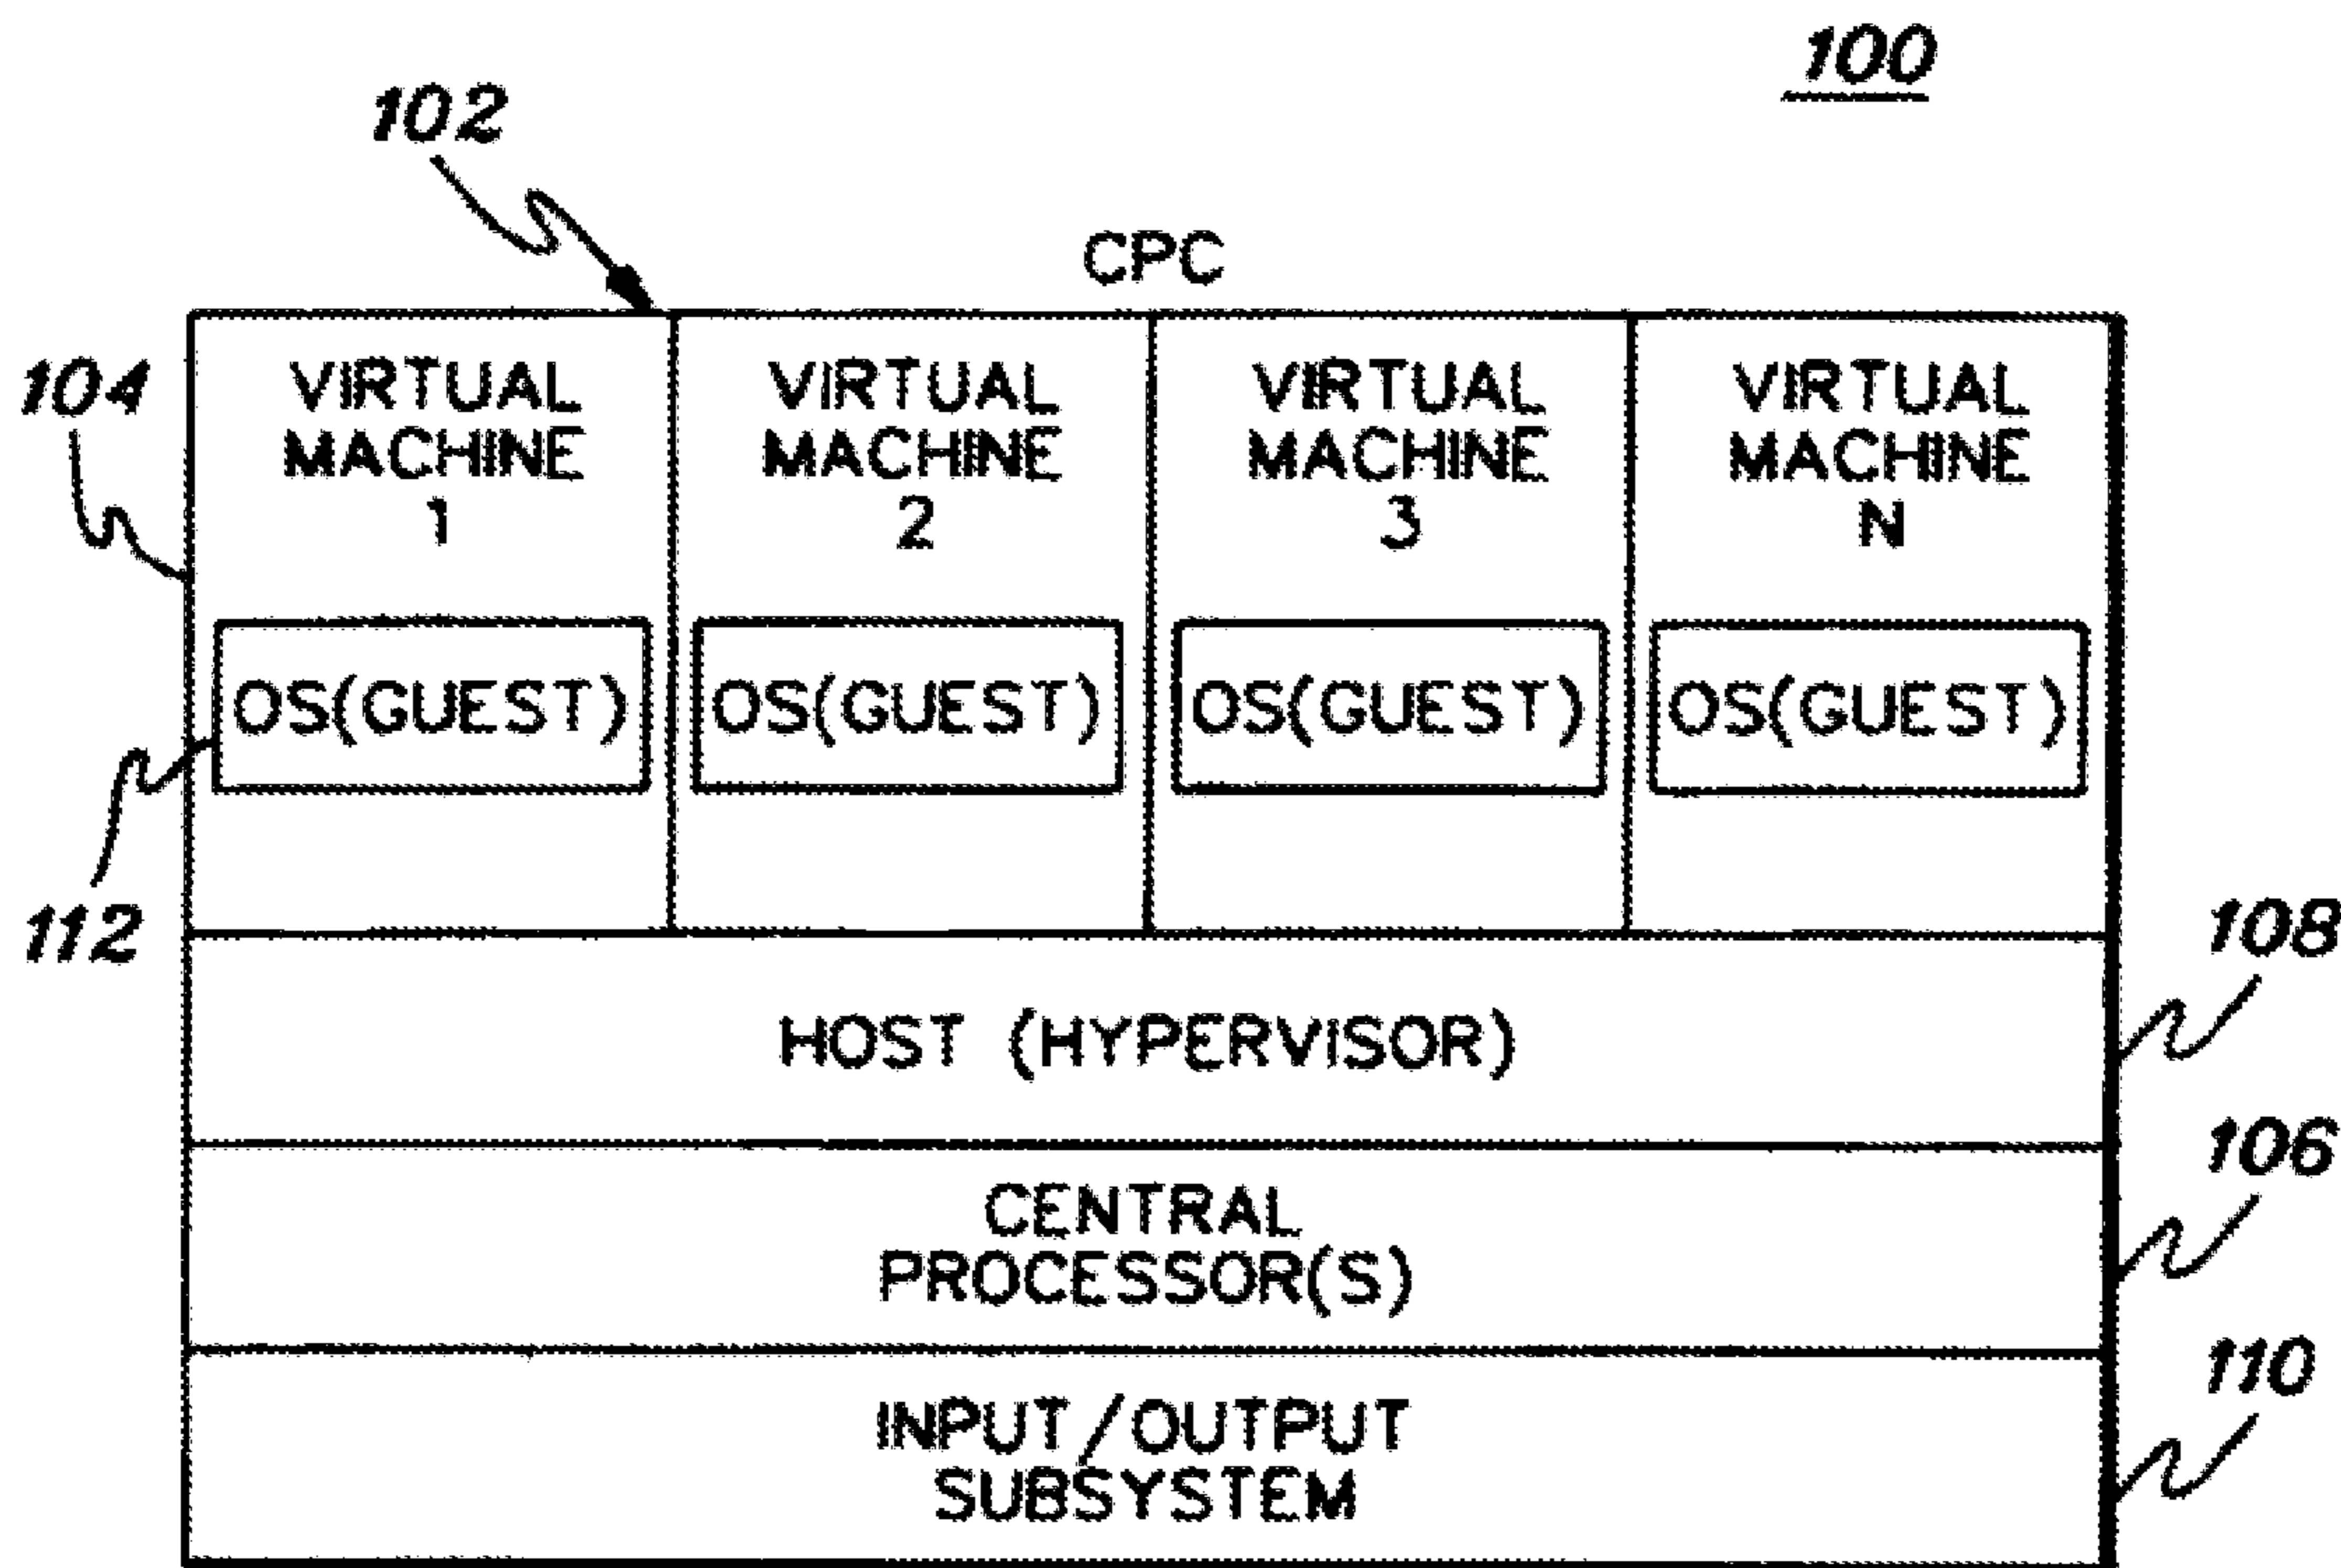 100
102
CPC
104
VIRTUAL MACHINE 1
VIRTUAL MACHINE 2
VIRTUAL MACHINE 3
VIRTUAL MACHINE N
OS(GUEST)
OS(GUEST)
OS(GUEST)
OS(GUEST)
112
108
HOST (HYPERVISOR)
106
CENTRAL
PROCESSOR(S)
110
INPUT/OUTPUT
SUBSYSTEM